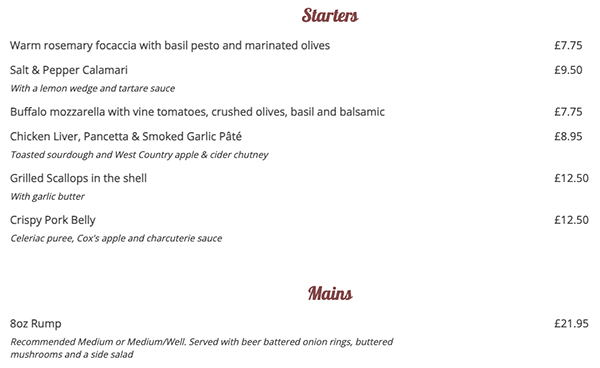 Starters
Warm rosemary focaccia with basil pesto and marinated olives £7.75
Salt & Pepper Calamari £9.50
With a lemon wedge and tartare sauce
Buffalo mozzarella with vine tomatoes, crushed olives, basil and balsamic £7.75
Chicken Liver, Pancetta & Smoked Garlic Pâté £8.95
Toasted sourdough and West Country apple & cider chutney
Grilled Scallops in the shell £12.50
With garlic butter
Crispy Pork Belly £12.50
Celeriac puree, Cox's apple and charcuterie sauce
Mains
8oz Rump £21.95
Recommended Medium or Medium/Well. Served with beer battered onion rings, buttered
mushrooms and a side salad